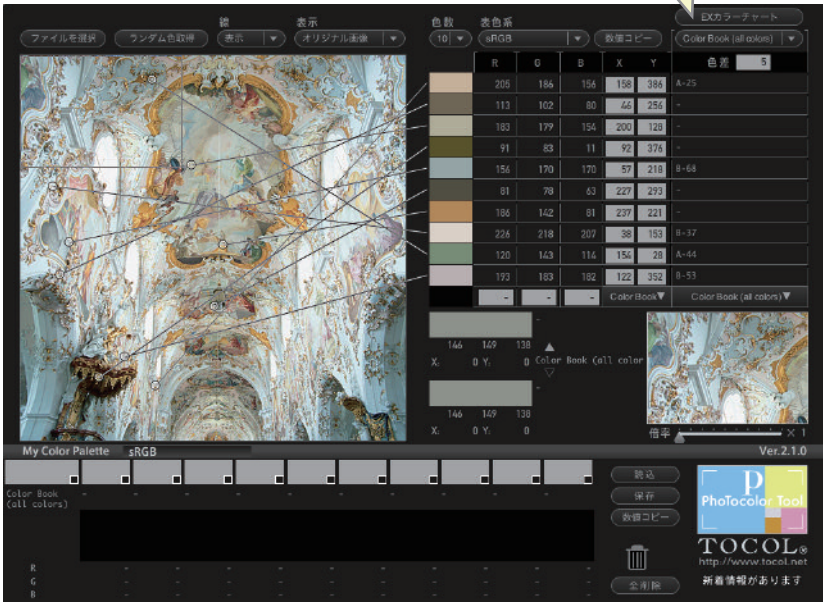 EXカラーチャート
線 表示 色数 表色系
ファイルを選択 ランダム色取得 表示 ▼ オリジナル画像 ▼ 10 ▼ sRGB ▼ 数値コピー Color Book (all colors) ▼
R G B X Y 色差 5
205 186 156 158 386 A-25
113 102 80 46 256 -
183 179 154 200 128 -
91 83 11 92 376 -
156 170 170 57 218 B-68
81 78 63 227 293 -
186 142 81 237 221 -
226 218 207 38 153 B-37
120 143 114 154 28 A-44
193 183 182 122 352 B-53
- - - Color Book▼ Color Book (all colors)▼
-
146 149 138
X: 0 Y: 0 Color Book (all color
-
146 149 138
X: 0 Y: 0
倍率 × 1
My Color Palette sRGB Ver.2.1.0
Color Book
(all colors)
- - - - - - - - - -
R - - - - - - - - - -
G - - - - - - - - - -
B - - - - - - - - - -
読込
保存
数値コピー
全削除
P
PhoTocolor Tool
TOCOL®
http://www.tocol.net
新着情報があります